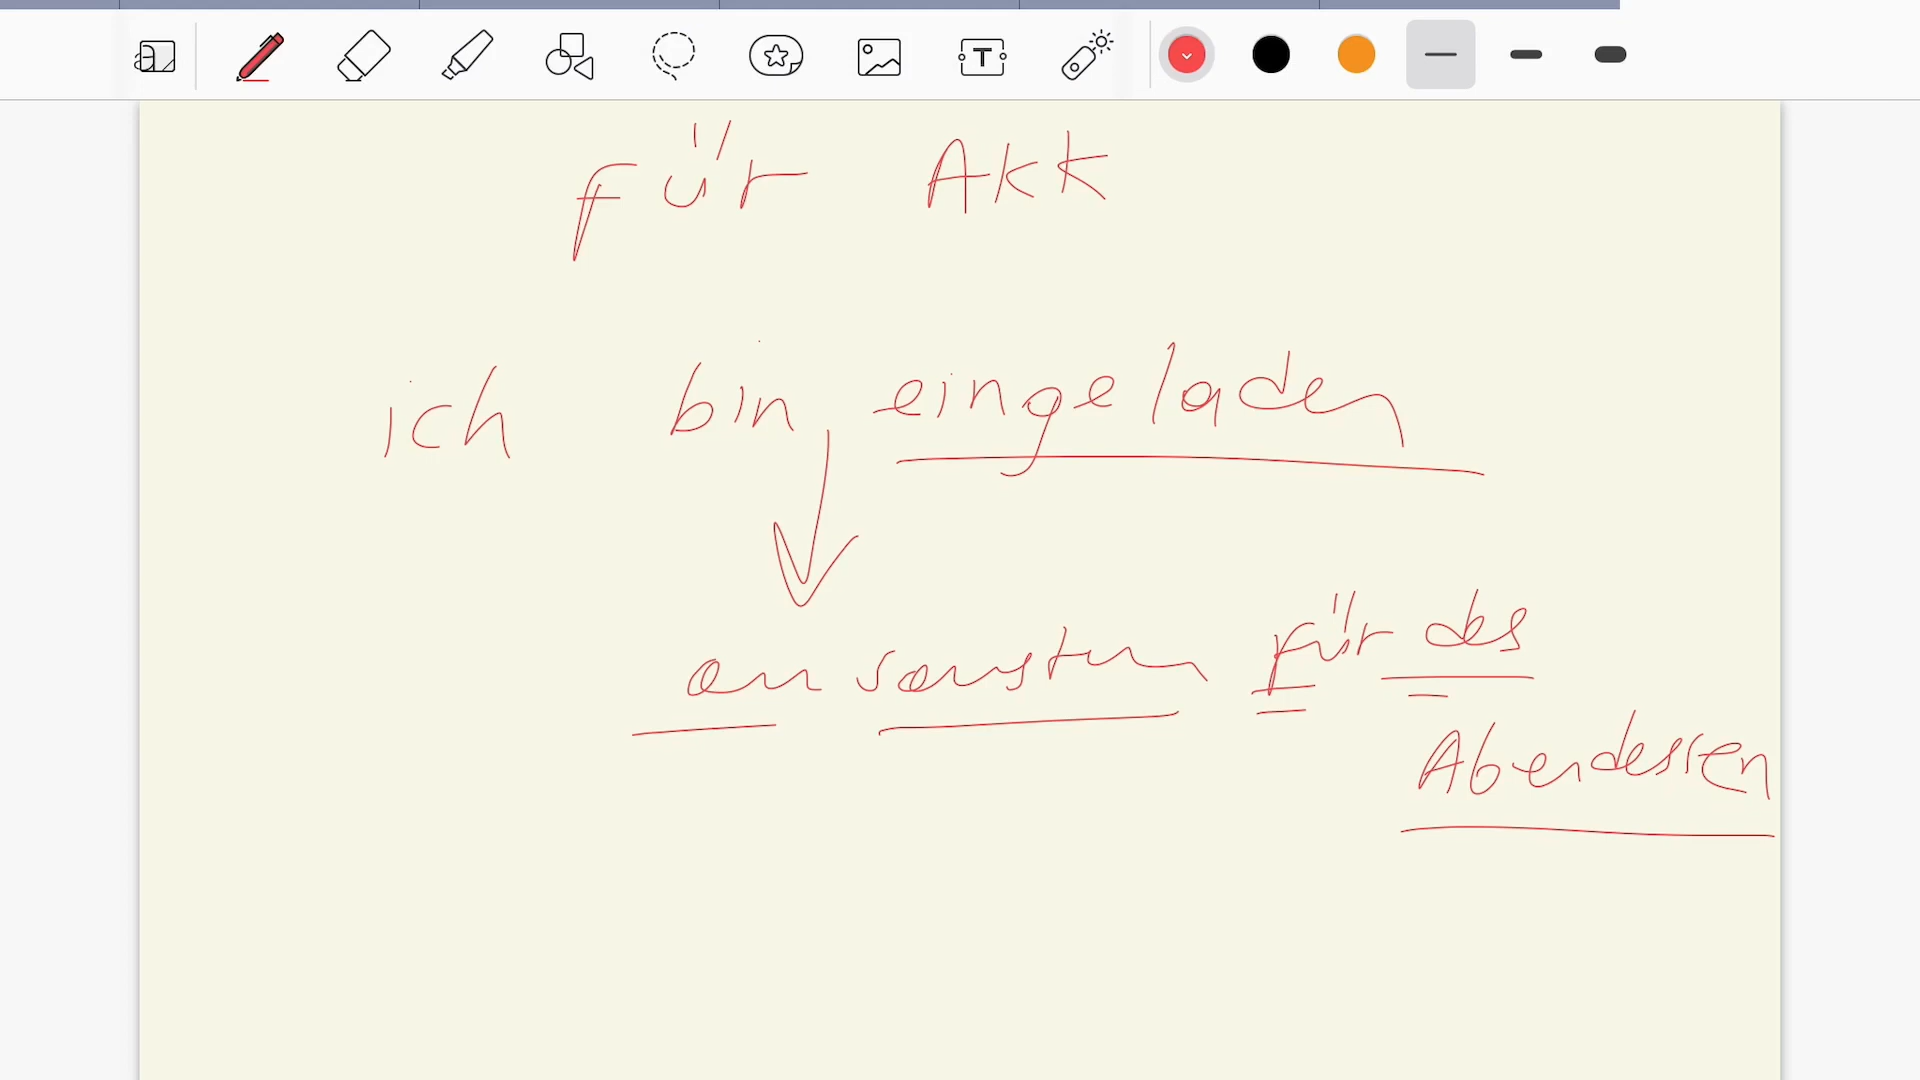 für Akk
ich bin eingeladen
an sonsten für das
Abendessen